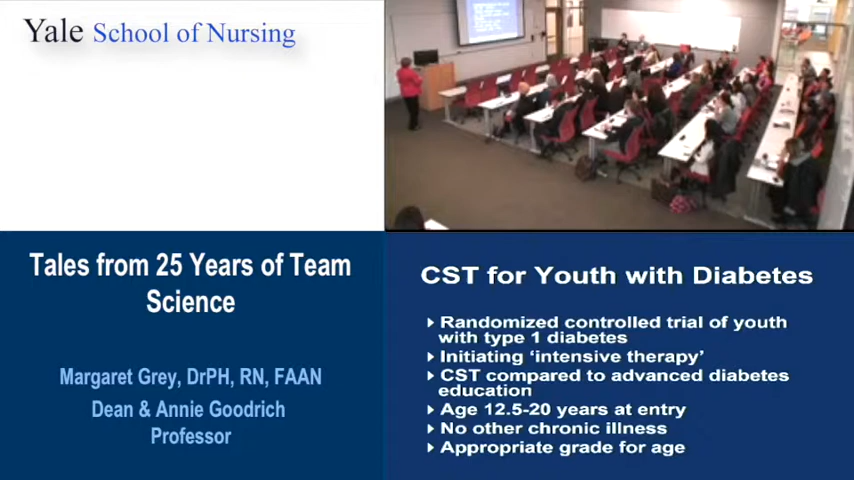 Yale School of Nursing
Tales from 25 Years of Team
Science
Margaret Grey, DrPH, RN, FAAN
Dean & Annie Goodrich
Professor
CST for Youth with Diabetes
Randomized controlled trial of youth
with type 1 diabetes
Initiating ‘intensive therapy’
CST compared to advanced diabetes
education
Age 12.5-20 years at entry
No other chronic illness
Appropriate grade for age